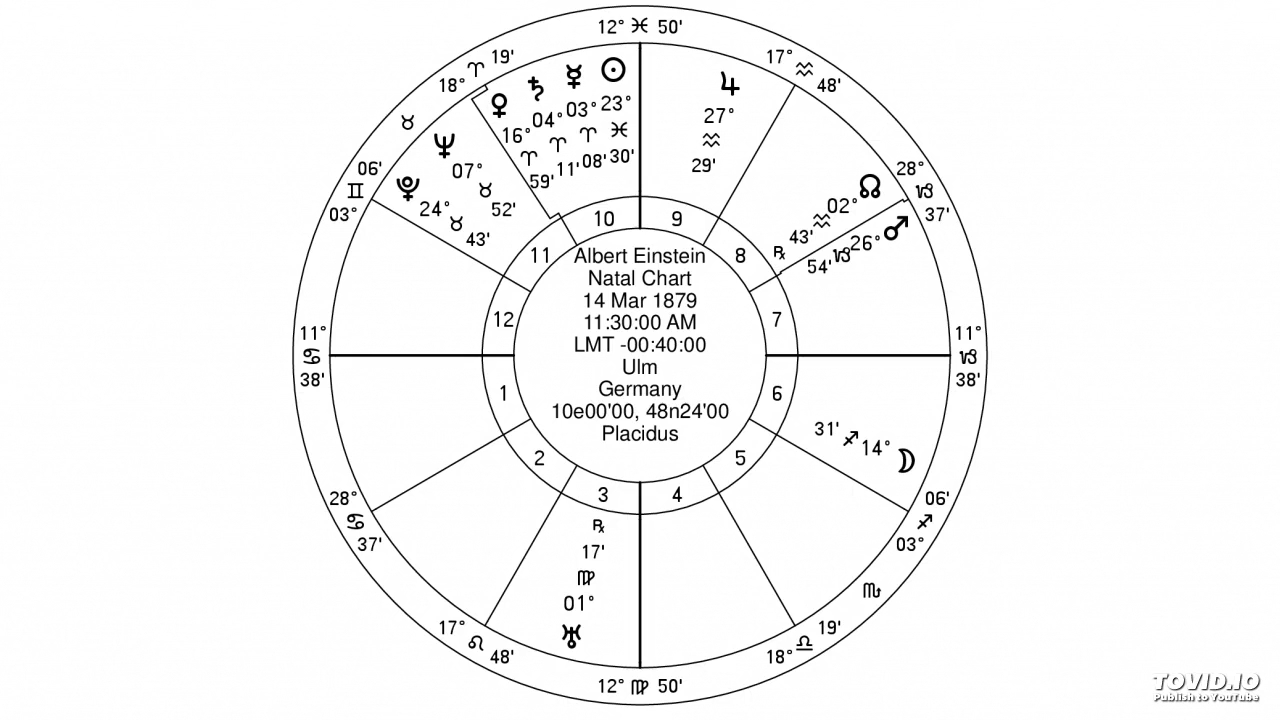 12° ♓ 50'
17° ♒ 48'
28° ♑ 37'
11° ♑ 38'
06' ♐ 03°
♏
18° ♎ 19'
12° ♍ 50'
17° ♌ 48'
28° ♋ 37'
11° ♋ 38'
06' ♊ 03°
♉
18° ♈ 19'
♀ 16° ♈ 59'
♄ 04° ♈ 11'
☿ 03° ♈ 08'
☉ 23° ♓ 30'
♃ 27° ♒ 29'
☊ 02° ♒ 43' ℞
♂ 26° ♑ 54'
☽ 14° ♐ 31'
♅ 01° ♍ 17' ℞
♇ 24° ♉ 43'
♆ 07° ♉ 52'
10 9
11 8
12 7
1 6
2 5
3 4
Albert Einstein
Natal Chart
14 Mar 1879
11:30:00 AM
LMT -00:40:00
Ulm
Germany
10e00'00, 48n24'00
Placidus
TOVID.IO
Publish to YouTube